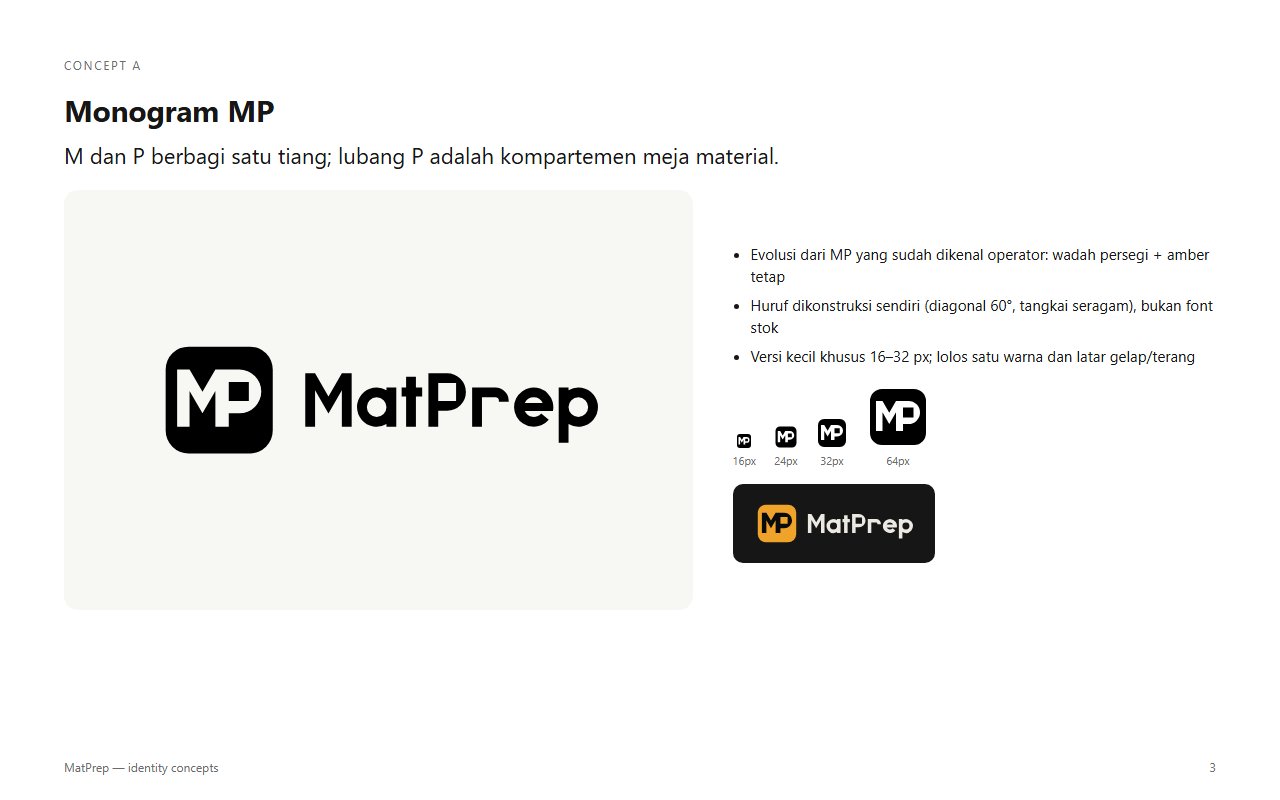 CONCEPT A
Monogram MP
M dan P berbagi satu tiang; lubang P adalah kompartemen meja material.
MP MatPrep
• Evolusi dari MP yang sudah dikenal operator: wadah persegi + amber
tetap
• Huruf dikonstruksi sendiri (diagonal 60°, tangkai seragam), bukan font
stok
• Versi kecil khusus 16–32 px; lolos satu warna dan latar gelap/terang
MP MP MP MP
16px 24px 32px 64px
MP MatPrep
MatPrep — identity concepts 3